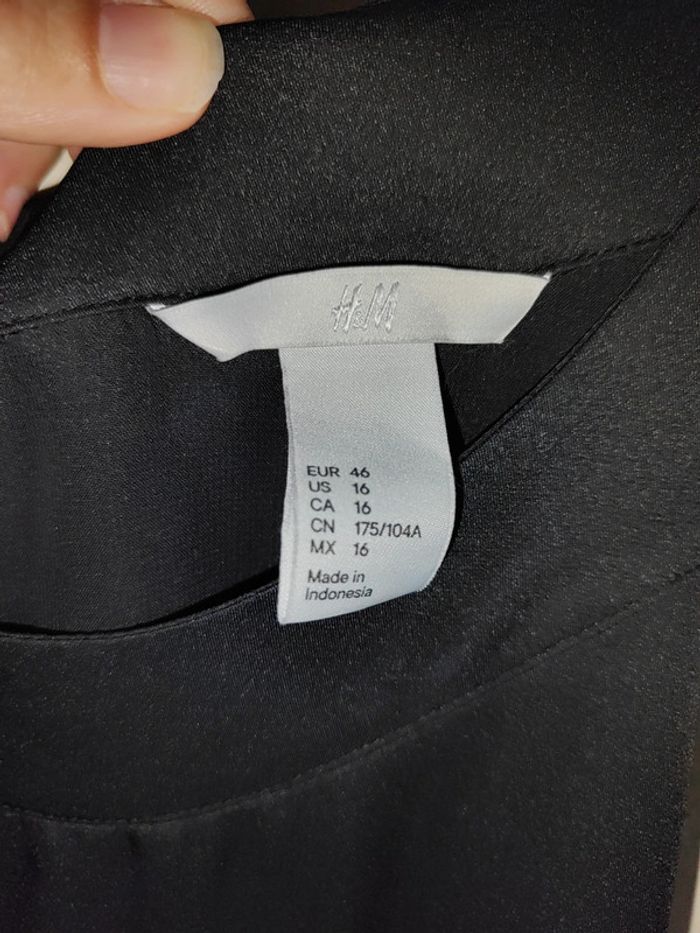 H&M
EUR 46
US 16
CA 16
CN 175/104A
MX 16
Made in
Indonesia